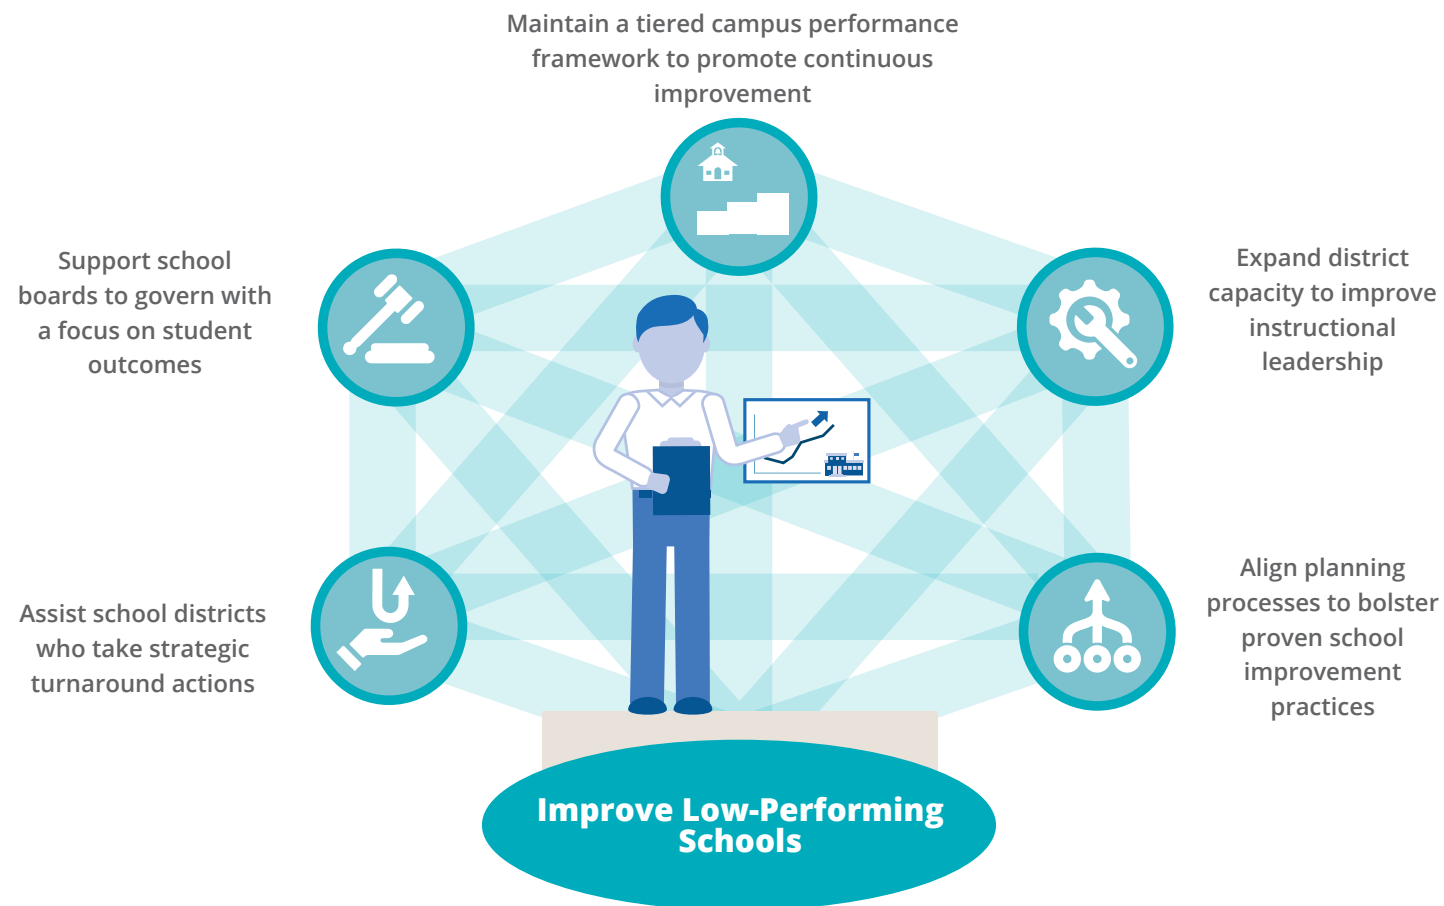 Maintain a tiered campus performance
framework to promote continuous
improvement
Support school
boards to govern with
a focus on student
outcomes
Expand district
capacity to improve
instructional
leadership
Assist school districts
who take strategic
turnaround actions
Align planning
processes to bolster
proven school
improvement
practices
Improve Low-Performing
Schools